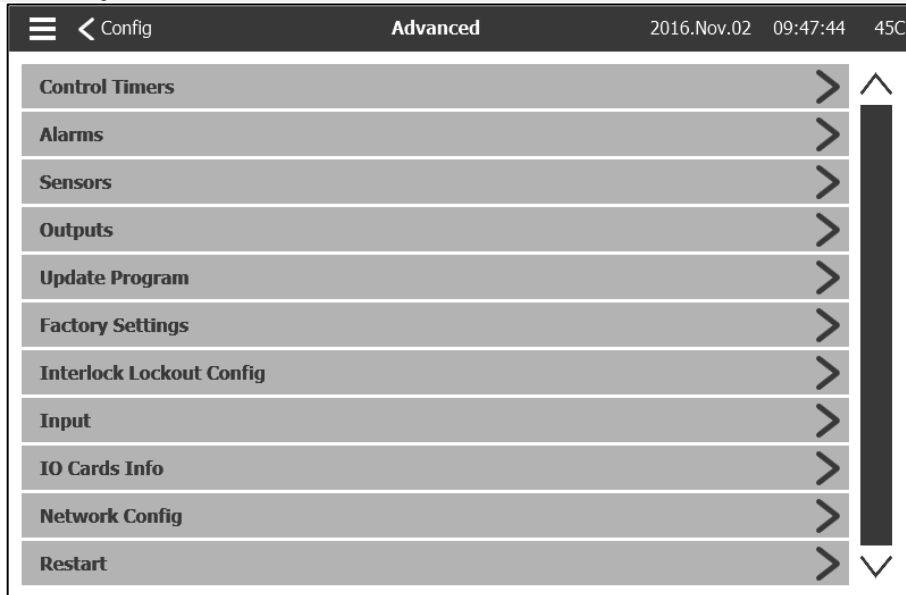 Config Advanced 2016.Nov.02 09:47:44 45C
Control Timers
Alarms
Sensors
Outputs
Update Program
Factory Settings
Interlock Lockout Config
Input
IO Cards Info
Network Config
Restart